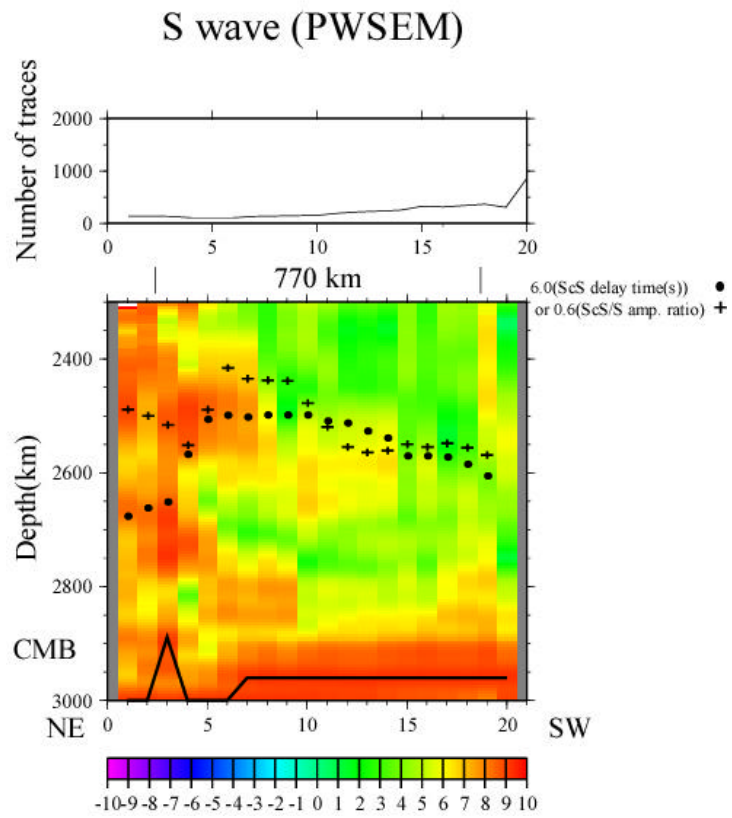 S wave (PWSEM)
Number of traces
2000
1000
0
0 5 10 15 20
770 km
6.0(ScS delay time(s)) ●
or 0.6(ScS/S amp. ratio) +
Depth(km)
2400
2600
2800
CMB
3000
0 5 10 15 20
NE SW
-10-9 -8 -7 -6 -5 -4 -3 -2 -1 0 1 2 3 4 5 6 7 8 9 10